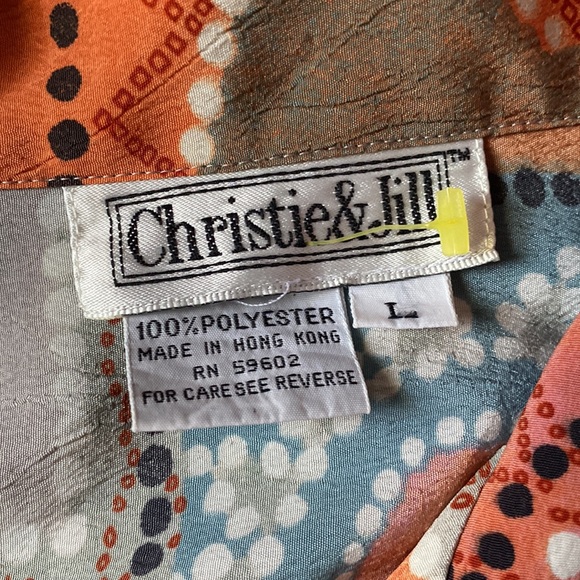 Christie&Jill™
L
100% POLYESTER
MADE IN HONG KONG
RN 59602
FOR CARE SEE REVERSE